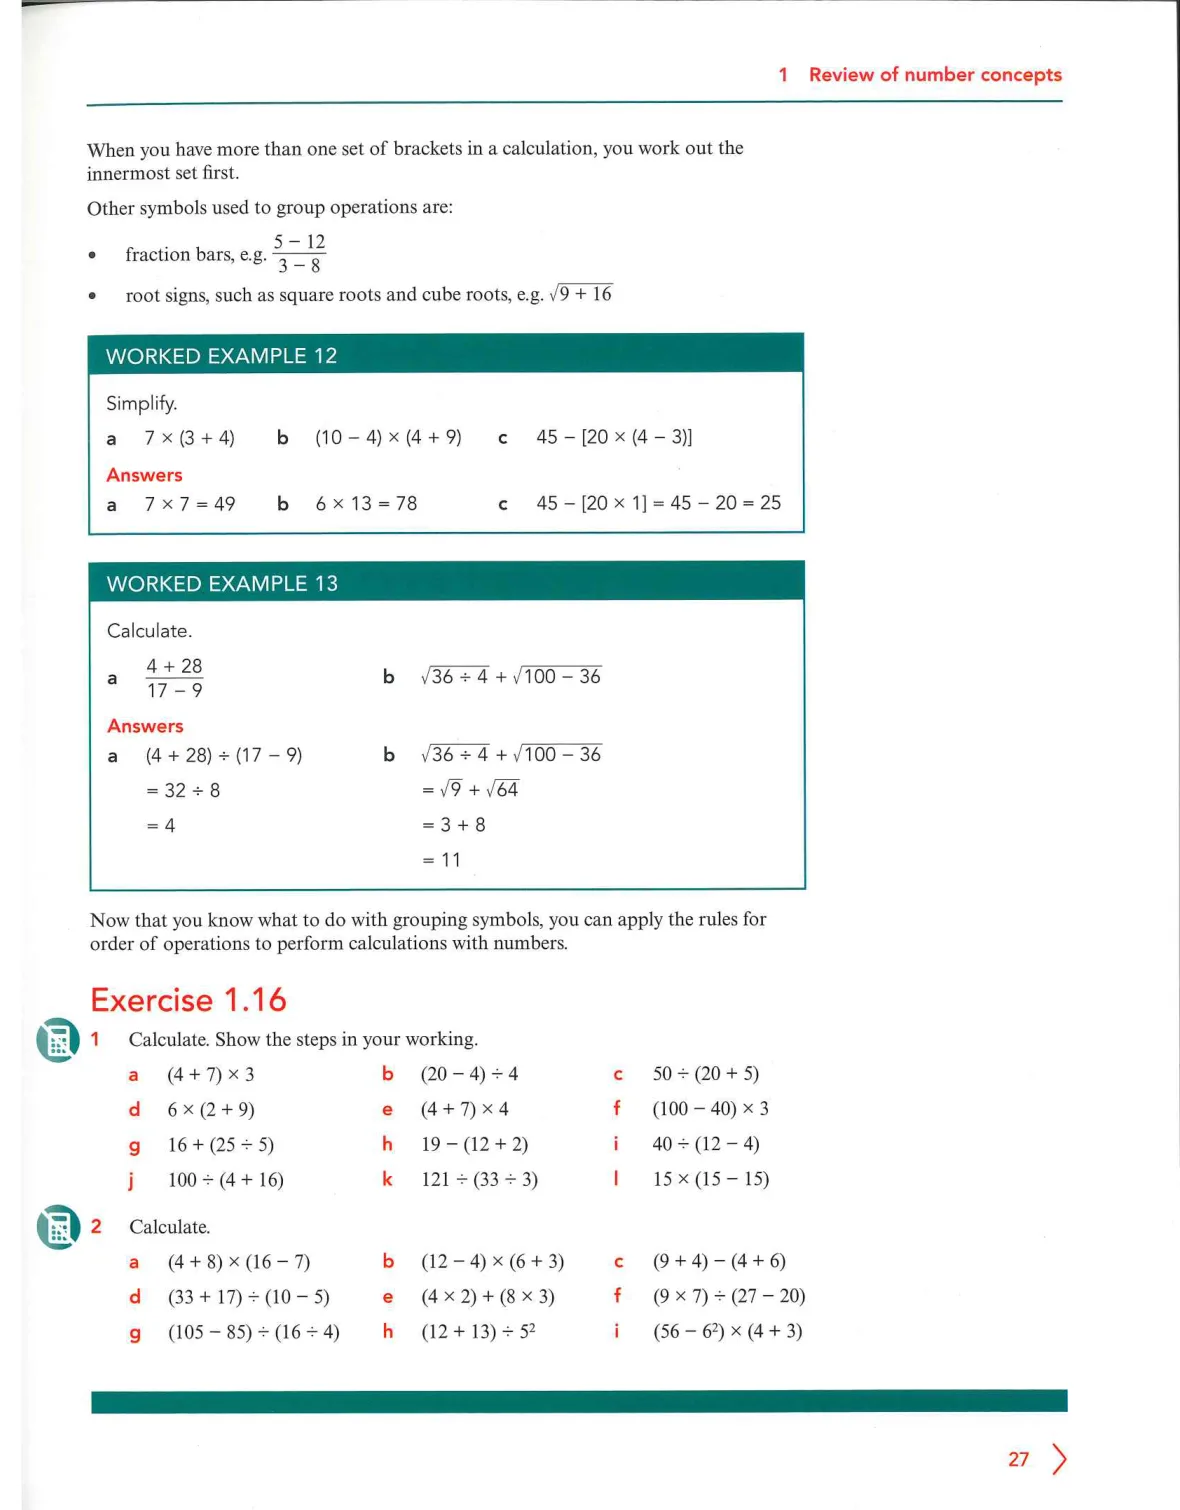 1 Review of number concepts
When you have more than one set of brackets in a calculation, you work out the
innermost set first.
Other symbols used to group operations are:
• fraction bars, e.g. (5 − 12)/(3 − 8)
• root signs, such as square roots and cube roots, e.g. √(9 + 16)
WORKED EXAMPLE 12
Simplify.
a 7 × (3 + 4) b (10 − 4) × (4 + 9) c 45 − [20 × (4 − 3)]
Answers
a 7 × 7 = 49 b 6 × 13 = 78 c 45 − [20 × 1] = 45 − 20 = 25
WORKED EXAMPLE 13
Calculate.
a (4 + 28)/(17 − 9) b √(36 ÷ 4) + √(100 − 36)
Answers
a (4 + 28) ÷ (17 − 9) b √(36 ÷ 4) + √(100 − 36)
= 32 ÷ 8 = √9 + √64
= 4 = 3 + 8
= 11
Now that you know what to do with grouping symbols, you can apply the rules for
order of operations to perform calculations with numbers.
Exercise 1.16
1 Calculate. Show the steps in your working.
a (4 + 7) × 3 b (20 − 4) ÷ 4 c 50 ÷ (20 + 5)
d 6 × (2 + 9) e (4 + 7) × 4 f (100 − 40) × 3
g 16 + (25 ÷ 5) h 19 − (12 + 2) i 40 ÷ (12 − 4)
j 100 ÷ (4 + 16) k 121 ÷ (33 ÷ 3) l 15 × (15 − 15)
2 Calculate.
a (4 + 8) × (16 − 7) b (12 − 4) × (6 + 3) c (9 + 4) − (4 + 6)
d (33 + 17) ÷ (10 − 5) e (4 × 2) + (8 × 3) f (9 × 7) ÷ (27 − 20)
g (105 − 85) ÷ (16 ÷ 4) h (12 + 13) ÷ 5² i (56 − 6²) × (4 + 3)
27